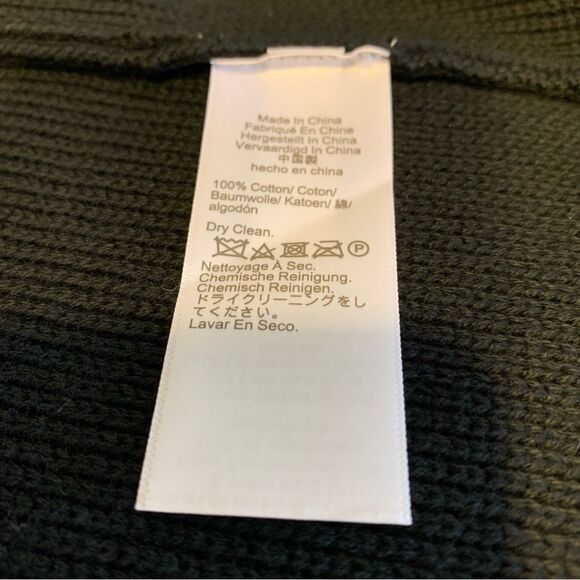 Made In China
Fabriqué En Chine
Hergestellt In China
Vervaardigd In China
中国製
hecho en china
100% Cotton/ Coton/
Baumwolle/ Katoen/ 綿/
algodón
Dry Clean.
P
Nettoyage À Sec.
Chemische Reinigung.
Chemisch Reinigen.
ドライクリーニングをし
てください。
Lavar En Seco.